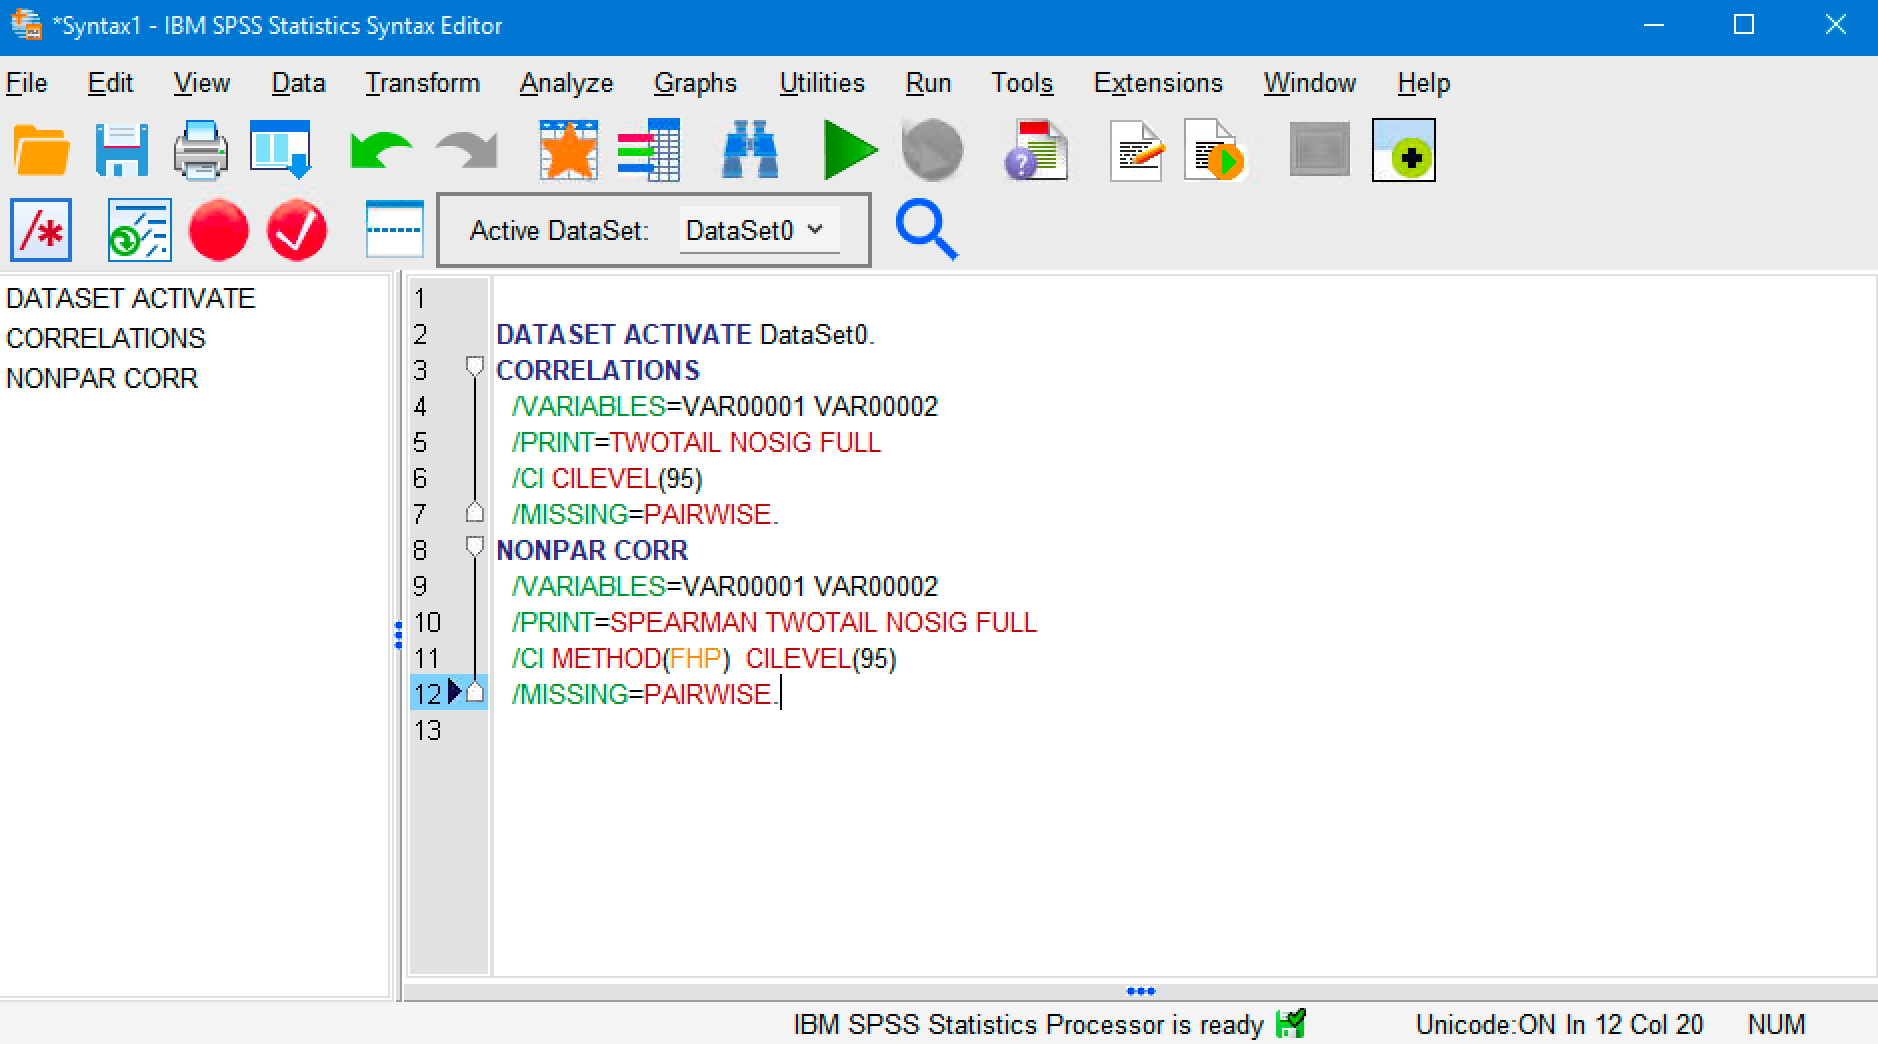 *Syntax1 - IBM SPSS Statistics Syntax Editor
File Edit View Data Transform Analyze Graphs Utilities Run Tools Extensions Window Help
Active DataSet: DataSet0
DATASET ACTIVATE
CORRELATIONS
NONPAR CORR
1
2 DATASET ACTIVATE DataSet0.
3 CORRELATIONS
4 /VARIABLES=VAR00001 VAR00002
5 /PRINT=TWOTAIL NOSIG FULL
6 /CI CILEVEL(95)
7 /MISSING=PAIRWISE.
8 NONPAR CORR
9 /VARIABLES=VAR00001 VAR00002
10 /PRINT=SPEARMAN TWOTAIL NOSIG FULL
11 /CI METHOD(FHP)  CILEVEL(95)
12 /MISSING=PAIRWISE.
13
IBM SPSS Statistics Processor is ready Unicode:ON In 12 Col 20 NUM